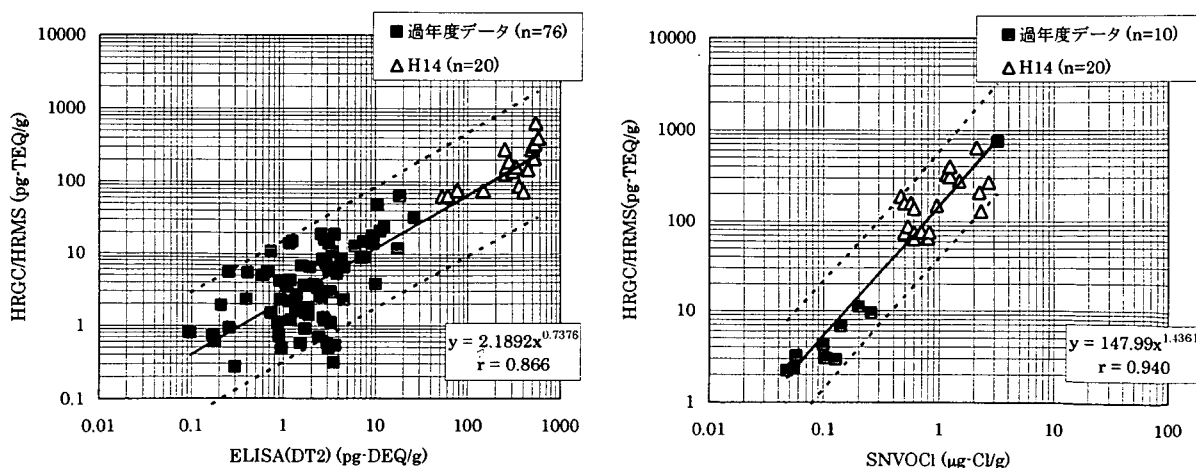 ■ 過年度データ (n=76)
△ H14 (n=20)
HRGC/HRMS (pg-TEQ/g)
10000
1000
100
10
1
0.1
y = 2.1892x^0.7376
r = 0.866
0.01 0.1 1 10 100 1000
ELISA(DT2) (pg-DEQ/g)
■ 過年度データ (n=10)
△ H14 (n=20)
HRGC/HRMS(pg-TEQ/g)
10000
1000
100
10
1
y = 147.99x^1.4361
r = 0.940
0.01 0.1 1 10 100
SNVOCl (μg-Cl/g)